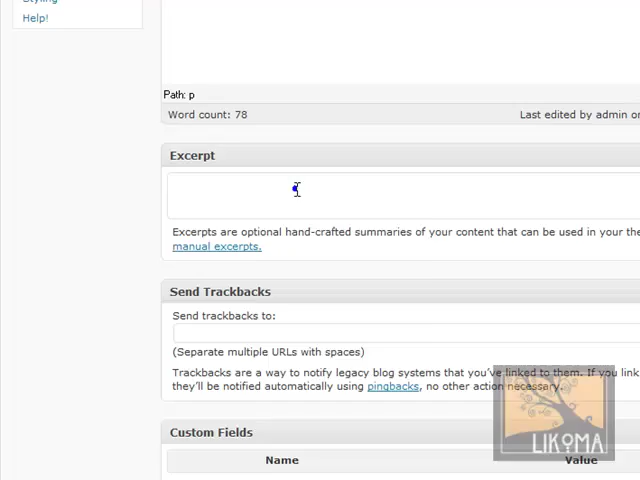 Styling
Help!
Path: p
Word count: 78
Last edited by admin
Excerpt
Excerpts are optional hand-crafted summaries of your content that can be used in your
manual excerpts.
Send Trackbacks
Send trackbacks to:
(Separate multiple URLs with spaces)
Trackbacks are a way to notify legacy blog systems that you've linked to them. If you link
they'll be notified automatically using pingbacks, no other action necessary.
LIKOMA
Custom Fields
Name Value